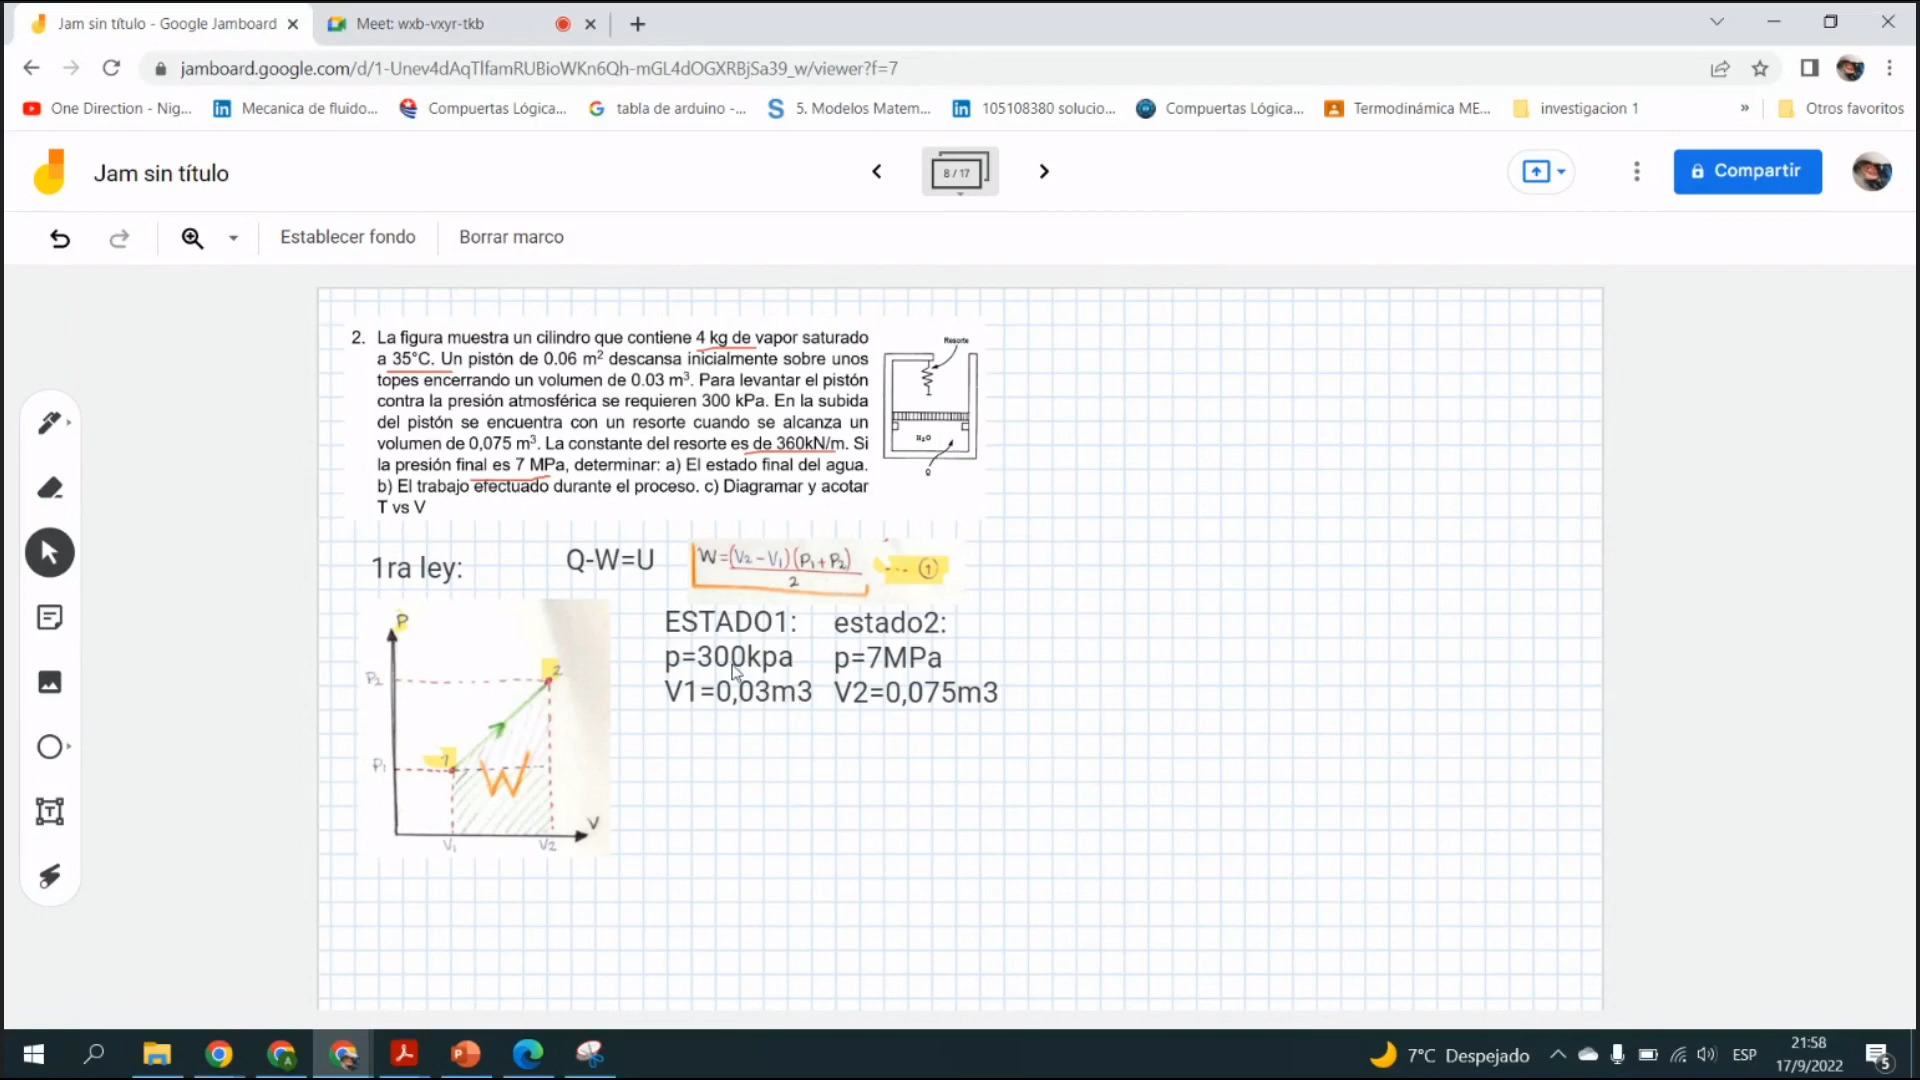 Jam sin título - Google Jamboard
Meet: wxb-vxyr-tkb
jamboard.google.com/d/1-Unev4dAqTlfamRUBioWKn6Qh-mGL4dOGXRBjSa39_w/viewer?f=7
One Direction - Nig...
Mecanica de fluido...
Compuertas Lógica...
tabla de arduino -...
5. Modelos Matem...
105108380 solucio...
Compuertas Lógica...
Termodinámica ME...
investigacion 1
»
Otros favoritos
Jam sin título
8 / 17
Compartir
Establecer fondo
Borrar marco
2. La figura muestra un cilindro que contiene 4 kg de vapor saturado
a 35°C. Un pistón de 0.06 m² descansa inicialmente sobre unos
topes encerrando un volumen de 0.03 m³. Para levantar el pistón
contra la presión atmosférica se requieren 300 kPa. En la subida
del pistón se encuentra con un resorte cuando se alcanza un
volumen de 0,075 m³. La constante del resorte es de 360kN/m. Si
la presión final es 7 MPa, determinar: a) El estado final del agua.
b) El trabajo efectuado durante el proceso. c) Diagramar y acotar
T vs V
Resorte
H₂O
Q
1ra ley:
Q-W=U
W=(V2-V1)(P1+P2)
2
... ①
ESTADO1:
p=300kpa
V1=0,03m3
estado2:
p=7MPa
V2=0,075m3
P
P2
2
1
P1
W
V
V1
V2
7°C Despejado
ESP
21:58
17/9/2022
5